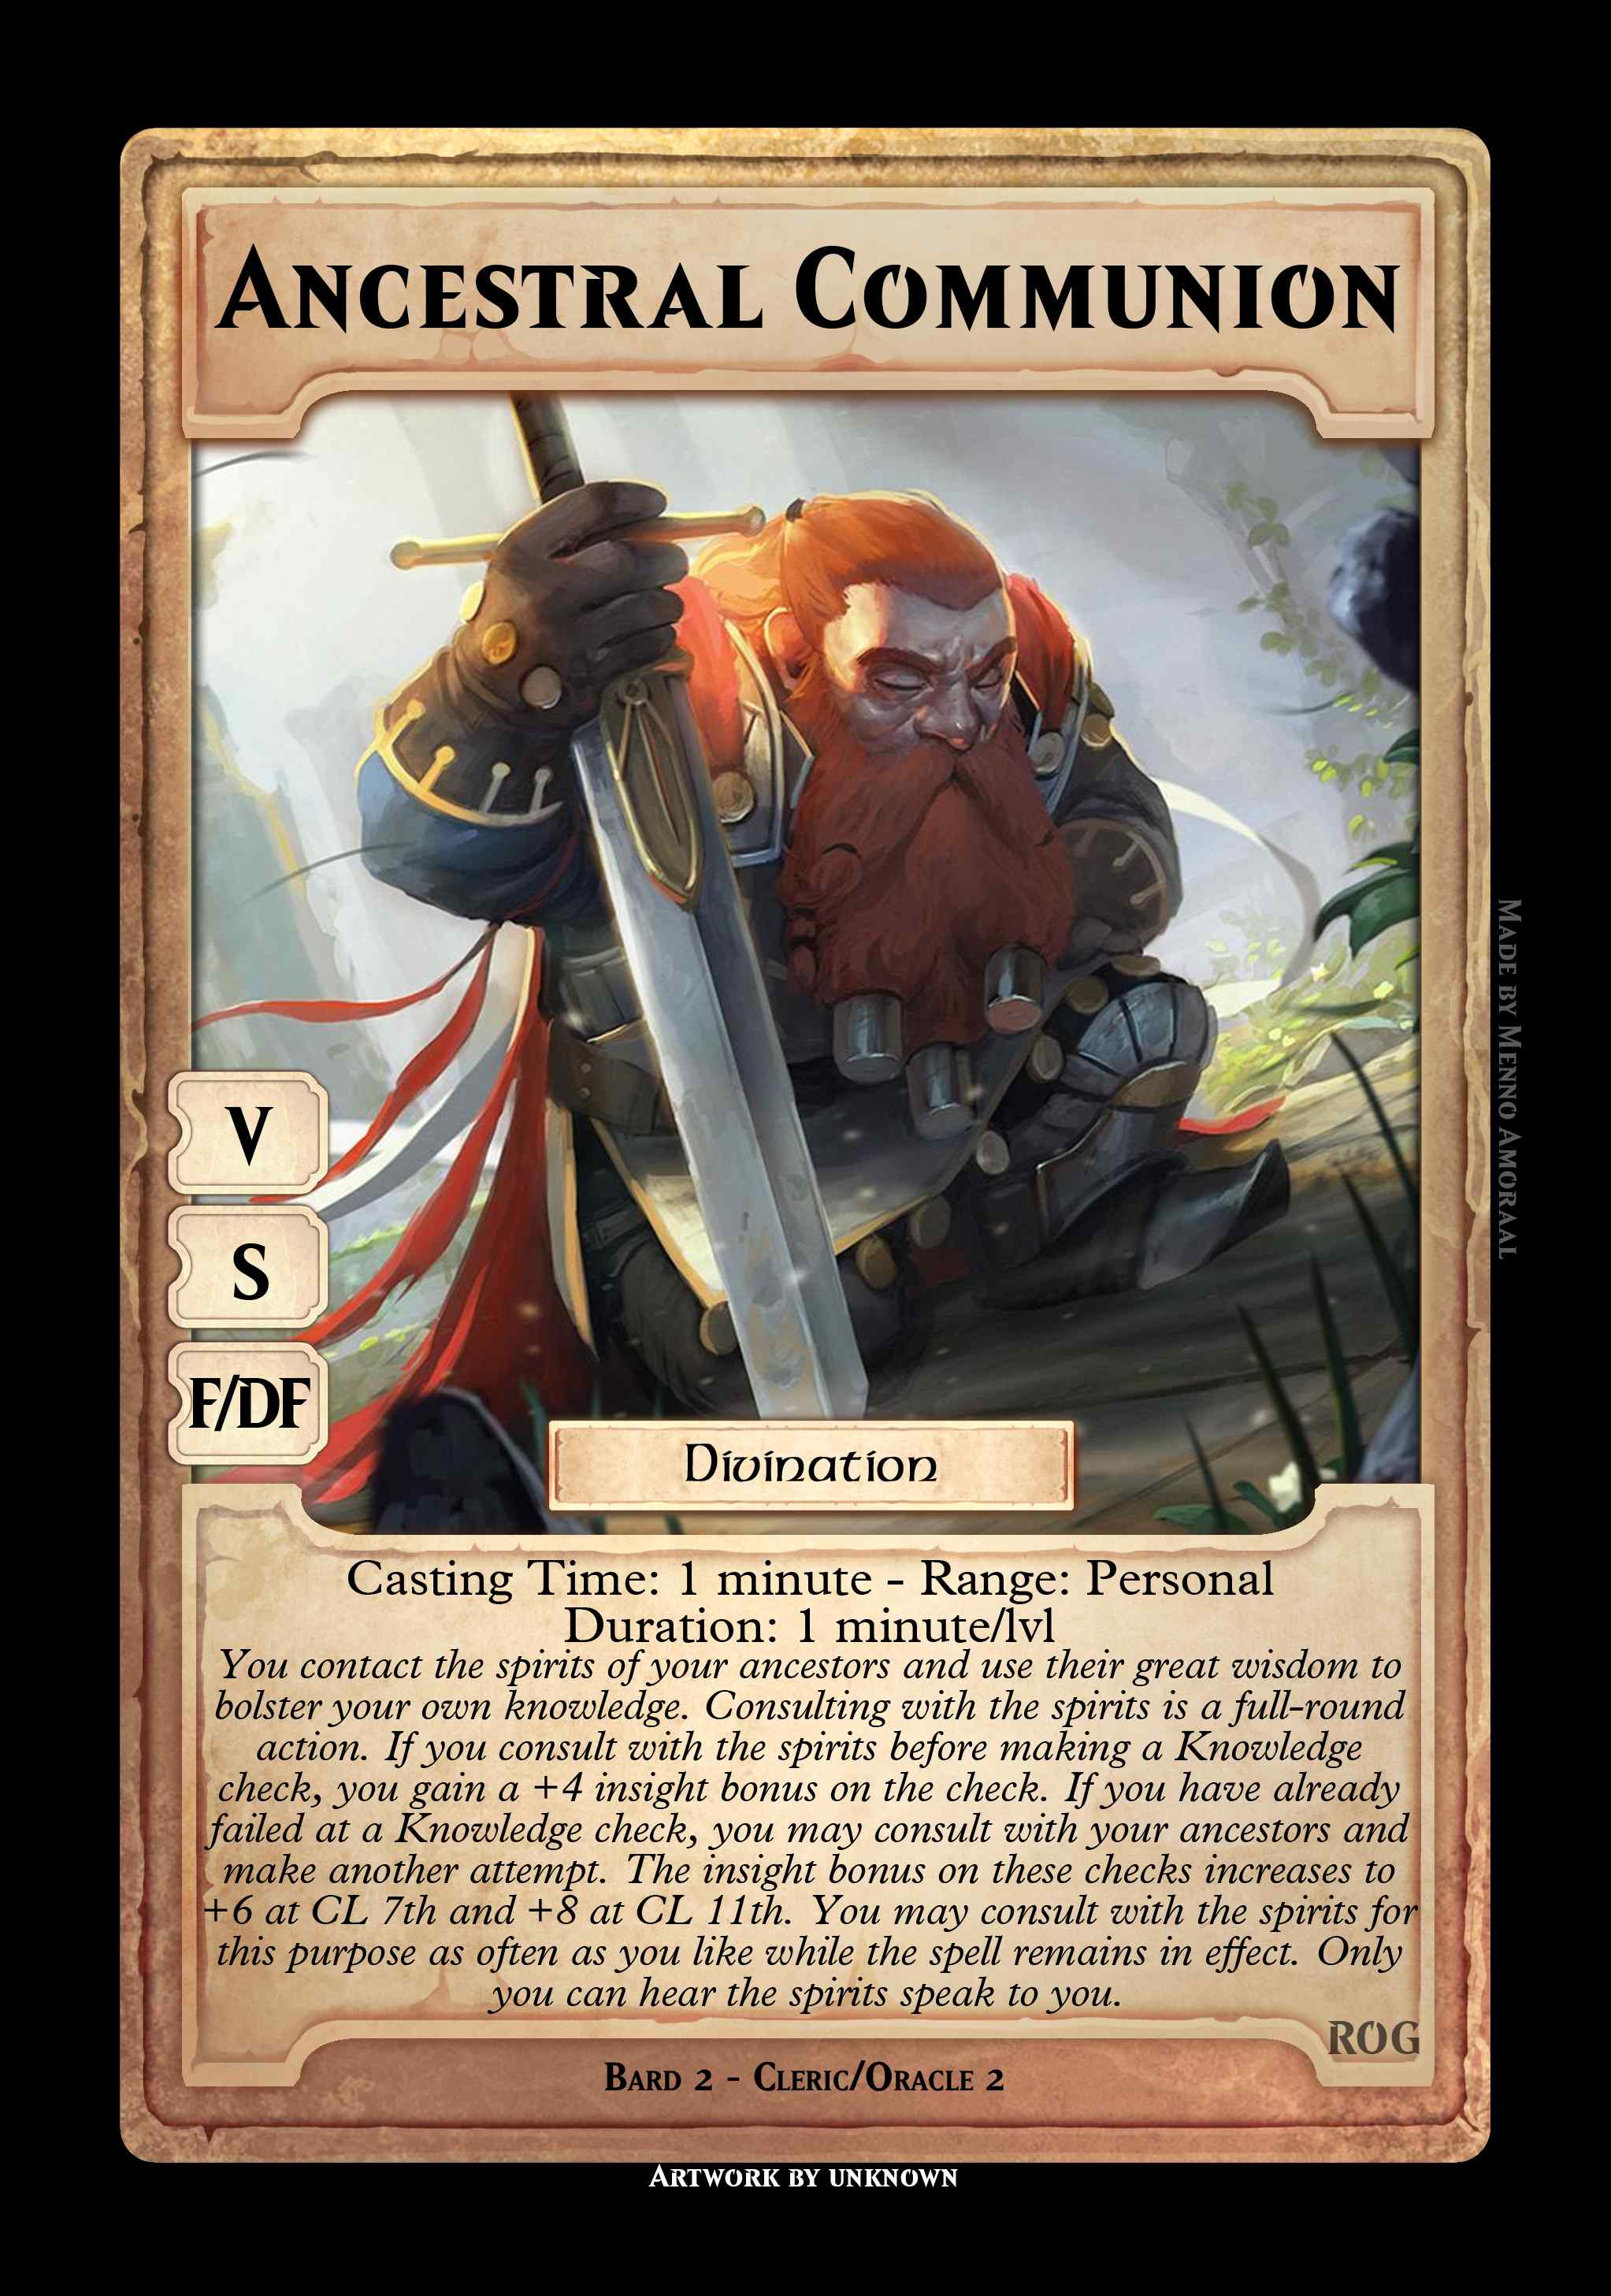 Ancestral Communion
V
S
F/DF
Divination
Casting Time: 1 minute - Range: Personal
Duration: 1 minute/lvl
You contact the spirits of your ancestors and use their great wisdom to
bolster your own knowledge. Consulting with the spirits is a full-round
action. If you consult with the spirits before making a Knowledge
check, you gain a +4 insight bonus on the check. If you have already
failed at a Knowledge check, you may consult with your ancestors and
make another attempt. The insight bonus on these checks increases to
+6 at CL 7th and +8 at CL 11th. You may consult with the spirits for
this purpose as often as you like while the spell remains in effect. Only
you can hear the spirits speak to you.
ROG
Bard 2 - Cleric/Oracle 2
Artwork by unknown
Made by Menno Amoraal